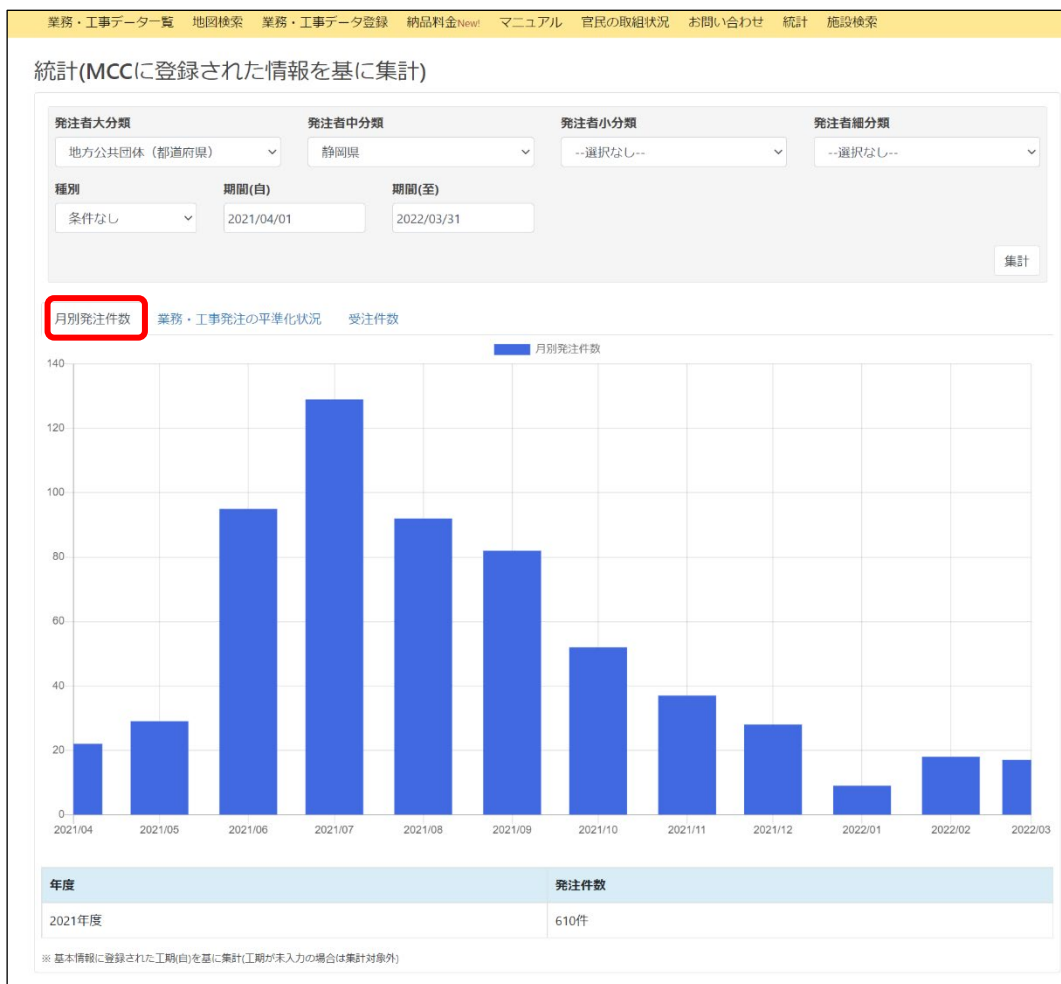 業務・工事データ一覧 地図検索 業務・工事データ登録 納品料金New! マニュアル 官民の取組状況 お問い合わせ 統計 施設検索
統計(MCCに登録された情報を基に集計)
発注者大分類 発注者中分類 発注者小分類 発注者細分類
地方公共団体（都道府県） 静岡県 --選択なし-- --選択なし--
種別 期間(自) 期間(至)
条件なし 2021/04/01 2022/03/31
集計
月別発注件数 業務・工事発注の平準化状況 受注件数
月別発注件数
140
120
100
80
60
40
20
0
2021/04 2021/05 2021/06 2021/07 2021/08 2021/09 2021/10 2021/11 2021/12 2022/01 2022/02 2022/03
年度 発注件数
2021年度 610件
※ 基本情報に登録された工期(自)を基に集計(工期が未入力の場合は集計対象外)